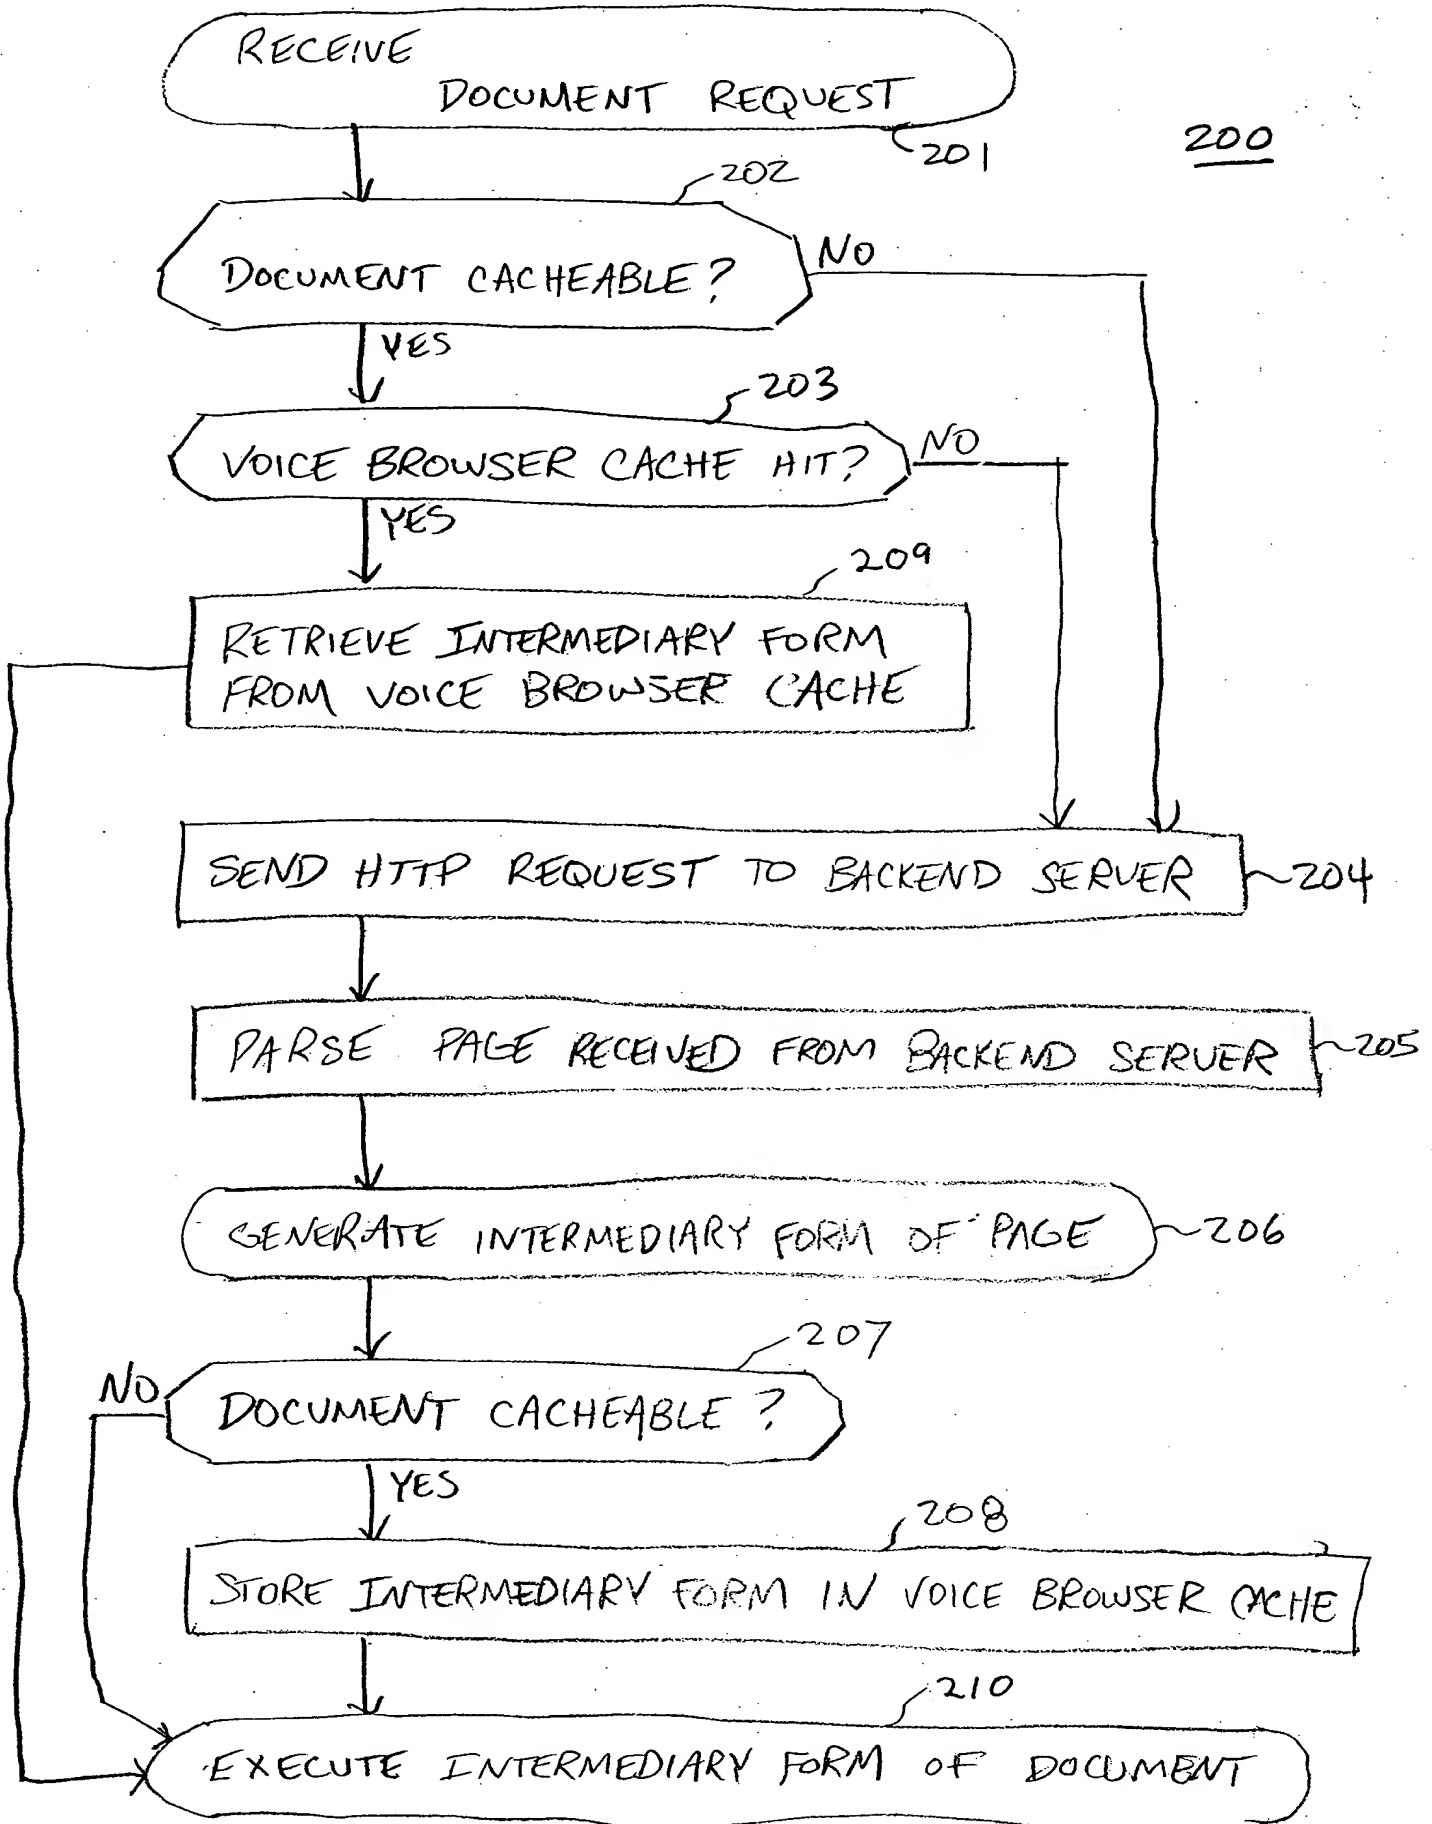 RECEIVE
DOCUMENT REQUEST
201
200
202
DOCUMENT CACHEABLE?
NO
YES
203
VOICE BROWSER CACHE HIT?
NO
YES
209
RETRIEVE INTERMEDIARY FORM
FROM VOICE BROWSER CACHE
SEND HTTP REQUEST TO BACKEND SERVER
204
PARSE PAGE RECEIVED FROM BACKEND SERVER
205
GENERATE INTERMEDIARY FORM OF PAGE
206
207
NO
DOCUMENT CACHEABLE?
YES
208
STORE INTERMEDIARY FORM IN VOICE BROWSER CACHE
210
EXECUTE INTERMEDIARY FORM OF DOCUMENT